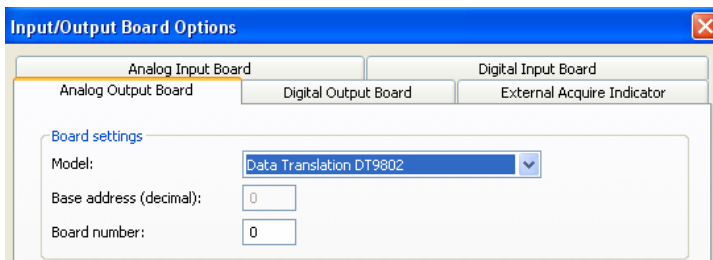 Input/Output Board Options
Analog Input Board
Digital Input Board
Analog Output Board
Digital Output Board
External Acquire Indicator
Board settings
Model:
Data Translation DT9802
Base address (decimal):
0
Board number:
0